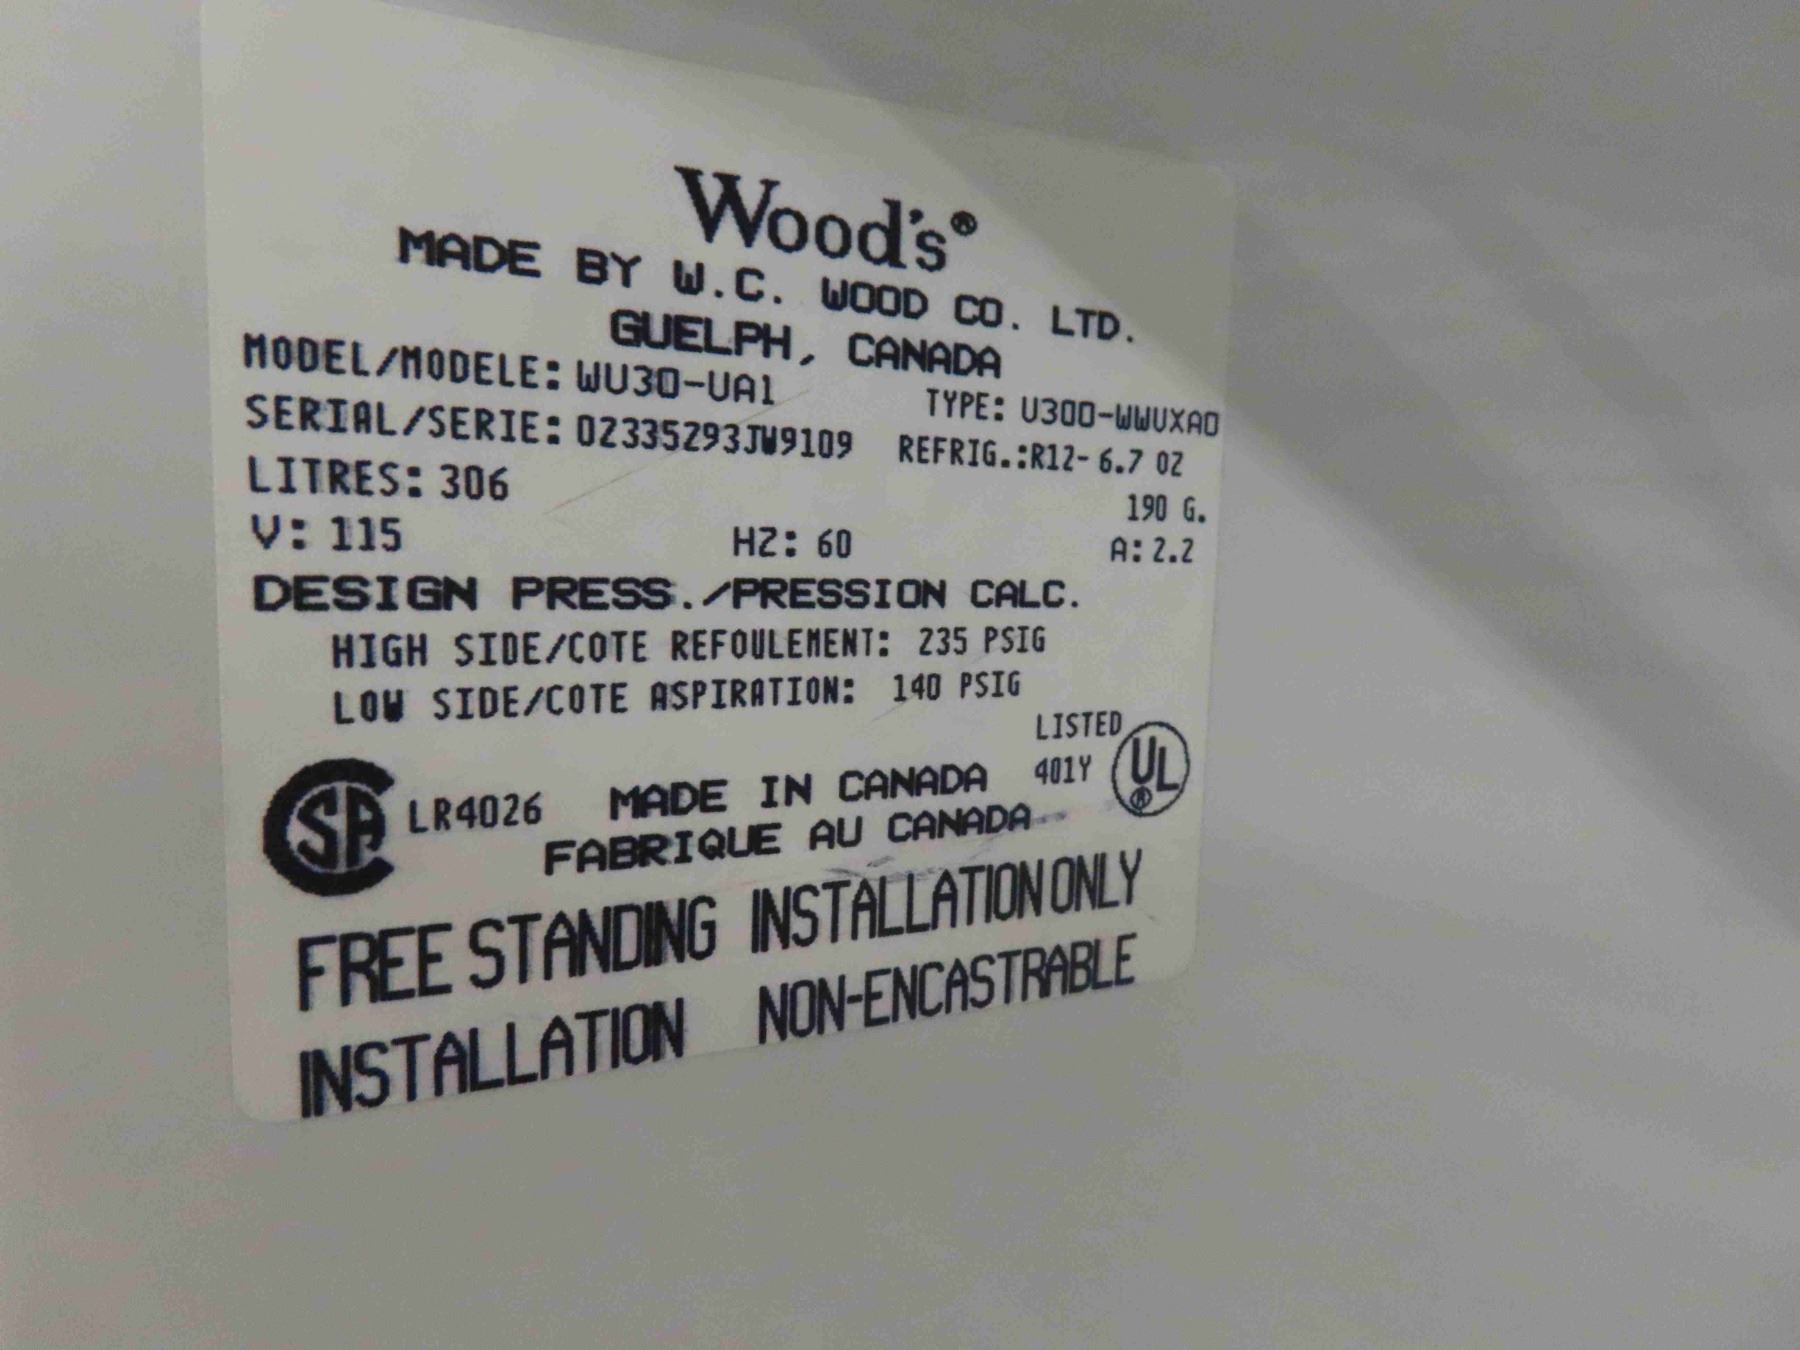 Wood's®
MADE BY W.C. WOOD CO. LTD.
GUELPH, CANADA
MODEL/MODELE: WU30-UA1 TYPE: U300-WWUXA0
SERIAL/SERIE: 02335293JW9109 REFRIG.:R12- 6.7 OZ
LITRES: 306 190 G.
V: 115 HZ: 60 A: 2.2
DESIGN PRESS./PRESSION CALC.
HIGH SIDE/COTE REFOULEMENT: 235 PSIG
LOW SIDE/COTE ASPIRATION: 140 PSIG
LISTED
401Y UL®
SA LR4026 MADE IN CANADA
FABRIQUE AU CANADA
FREE STANDING INSTALLATION ONLY
INSTALLATION NON-ENCASTRABLE